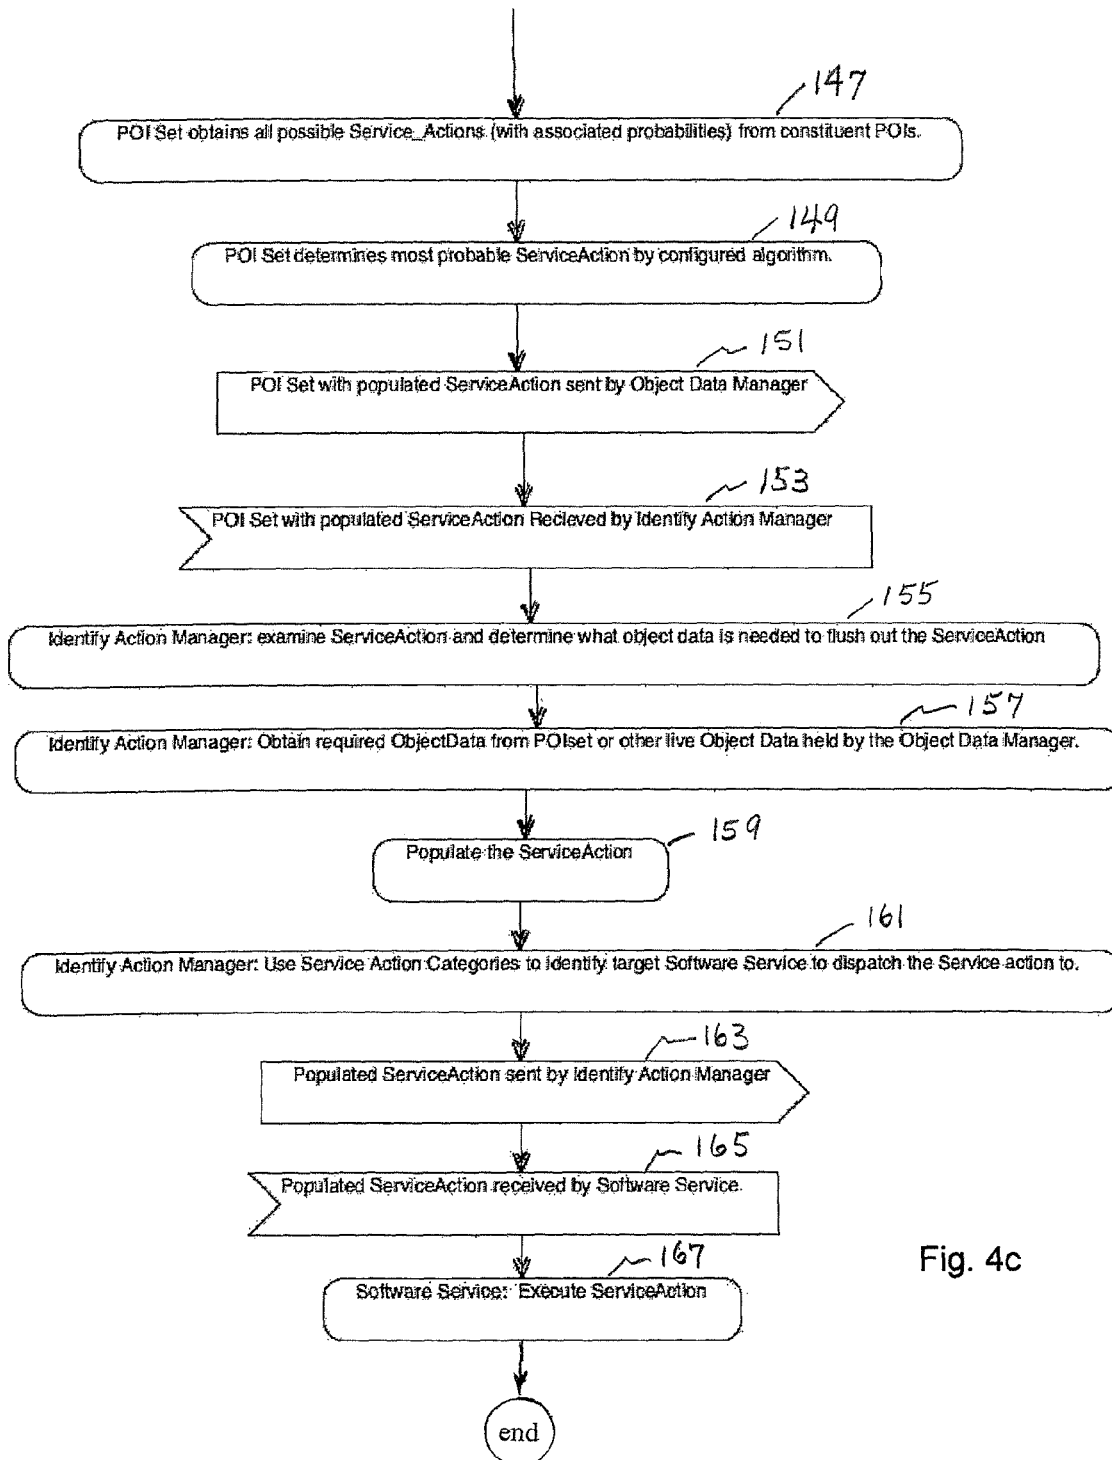 147
POI Set obtains all possible Service_Actions (with associated probabilities) from constituent POIs.
149
POI Set determines most probable ServiceAction by configured algorithm.
151
POI Set with populated ServiceAction sent by Object Data Manager
153
POI Set with populated ServiceAction Recieved by Identify Action Manager
155
Identify Action Manager: examine ServiceAction and determine what object data is needed to flush out the ServiceAction
157
Identify Action Manager: Obtain required ObjectData from POIset or other live Object Data held by the Object Data Manager.
159
Populate the ServiceAction
161
Identify Action Manager: Use Service Action Categories to Identify target Software Service to dispatch the Service action to.
163
Populated ServiceAction sent by Identify Action Manager
165
Populated ServiceAction received by Software Service.
167
Software Service: Execute ServiceAction
Fig. 4c
end